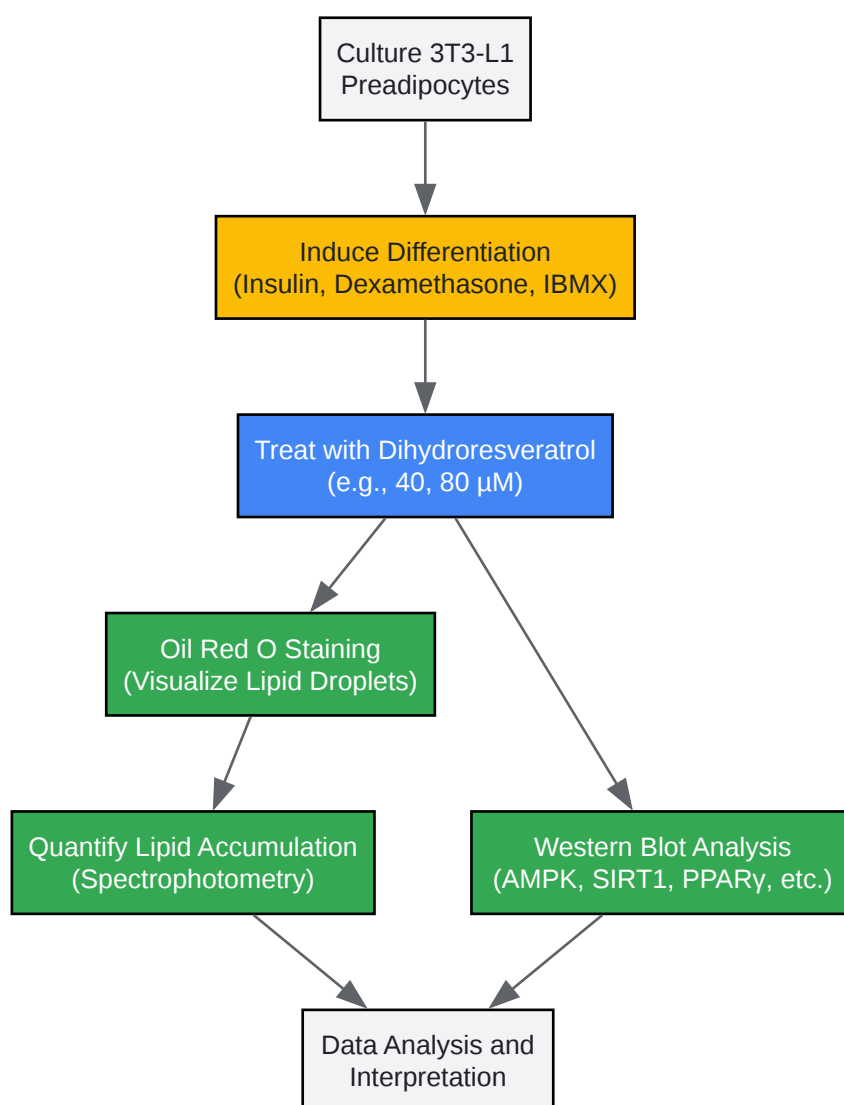 Culture 3T3-L1
Preadipocytes
Induce Differentiation
(Insulin, Dexamethasone, IBMX)
Treat with Dihydroresveratrol
(e.g., 40, 80 µM)
Oil Red O Staining
(Visualize Lipid Droplets)
Quantify Lipid Accumulation
(Spectrophotometry)
Western Blot Analysis
(AMPK, SIRT1, PPARγ, etc.)
Data Analysis and
Interpretation